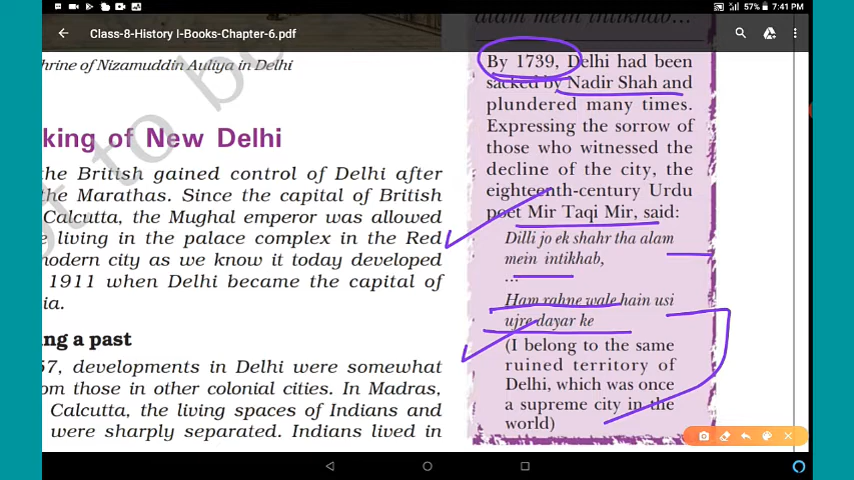 57% 7:41 PM
Class-8-History I-Books-Chapter-6.pdf
alam mein intikhab...
hrine of Nizamuddin Auliya in Delhi
king of New Delhi
the British gained control of Delhi after
the Marathas. Since the capital of British
Calcutta, the Mughal emperor was allowed
e living in the palace complex in the Red
modern city as we know it today developed
1911 when Delhi became the capital of
ia.
ing a past
57, developments in Delhi were somewhat
om those in other colonial cities. In Madras,
Calcutta, the living spaces of Indians and
were sharply separated. Indians lived in
By 1739, Delhi had been
sacked by Nadir Shah and
plundered many times.
Expressing the sorrow of
those who witnessed the
decline of the city, the
eighteenth-century Urdu
poet Mir Taqi Mir, said:
Dilli jo ek shahr tha alam
mein intikhab,
...
Ham rahne wale hain usi
ujre dayar ke
(I belong to the same
ruined territory of
Delhi, which was once
a supreme city in the
world)
ot to b